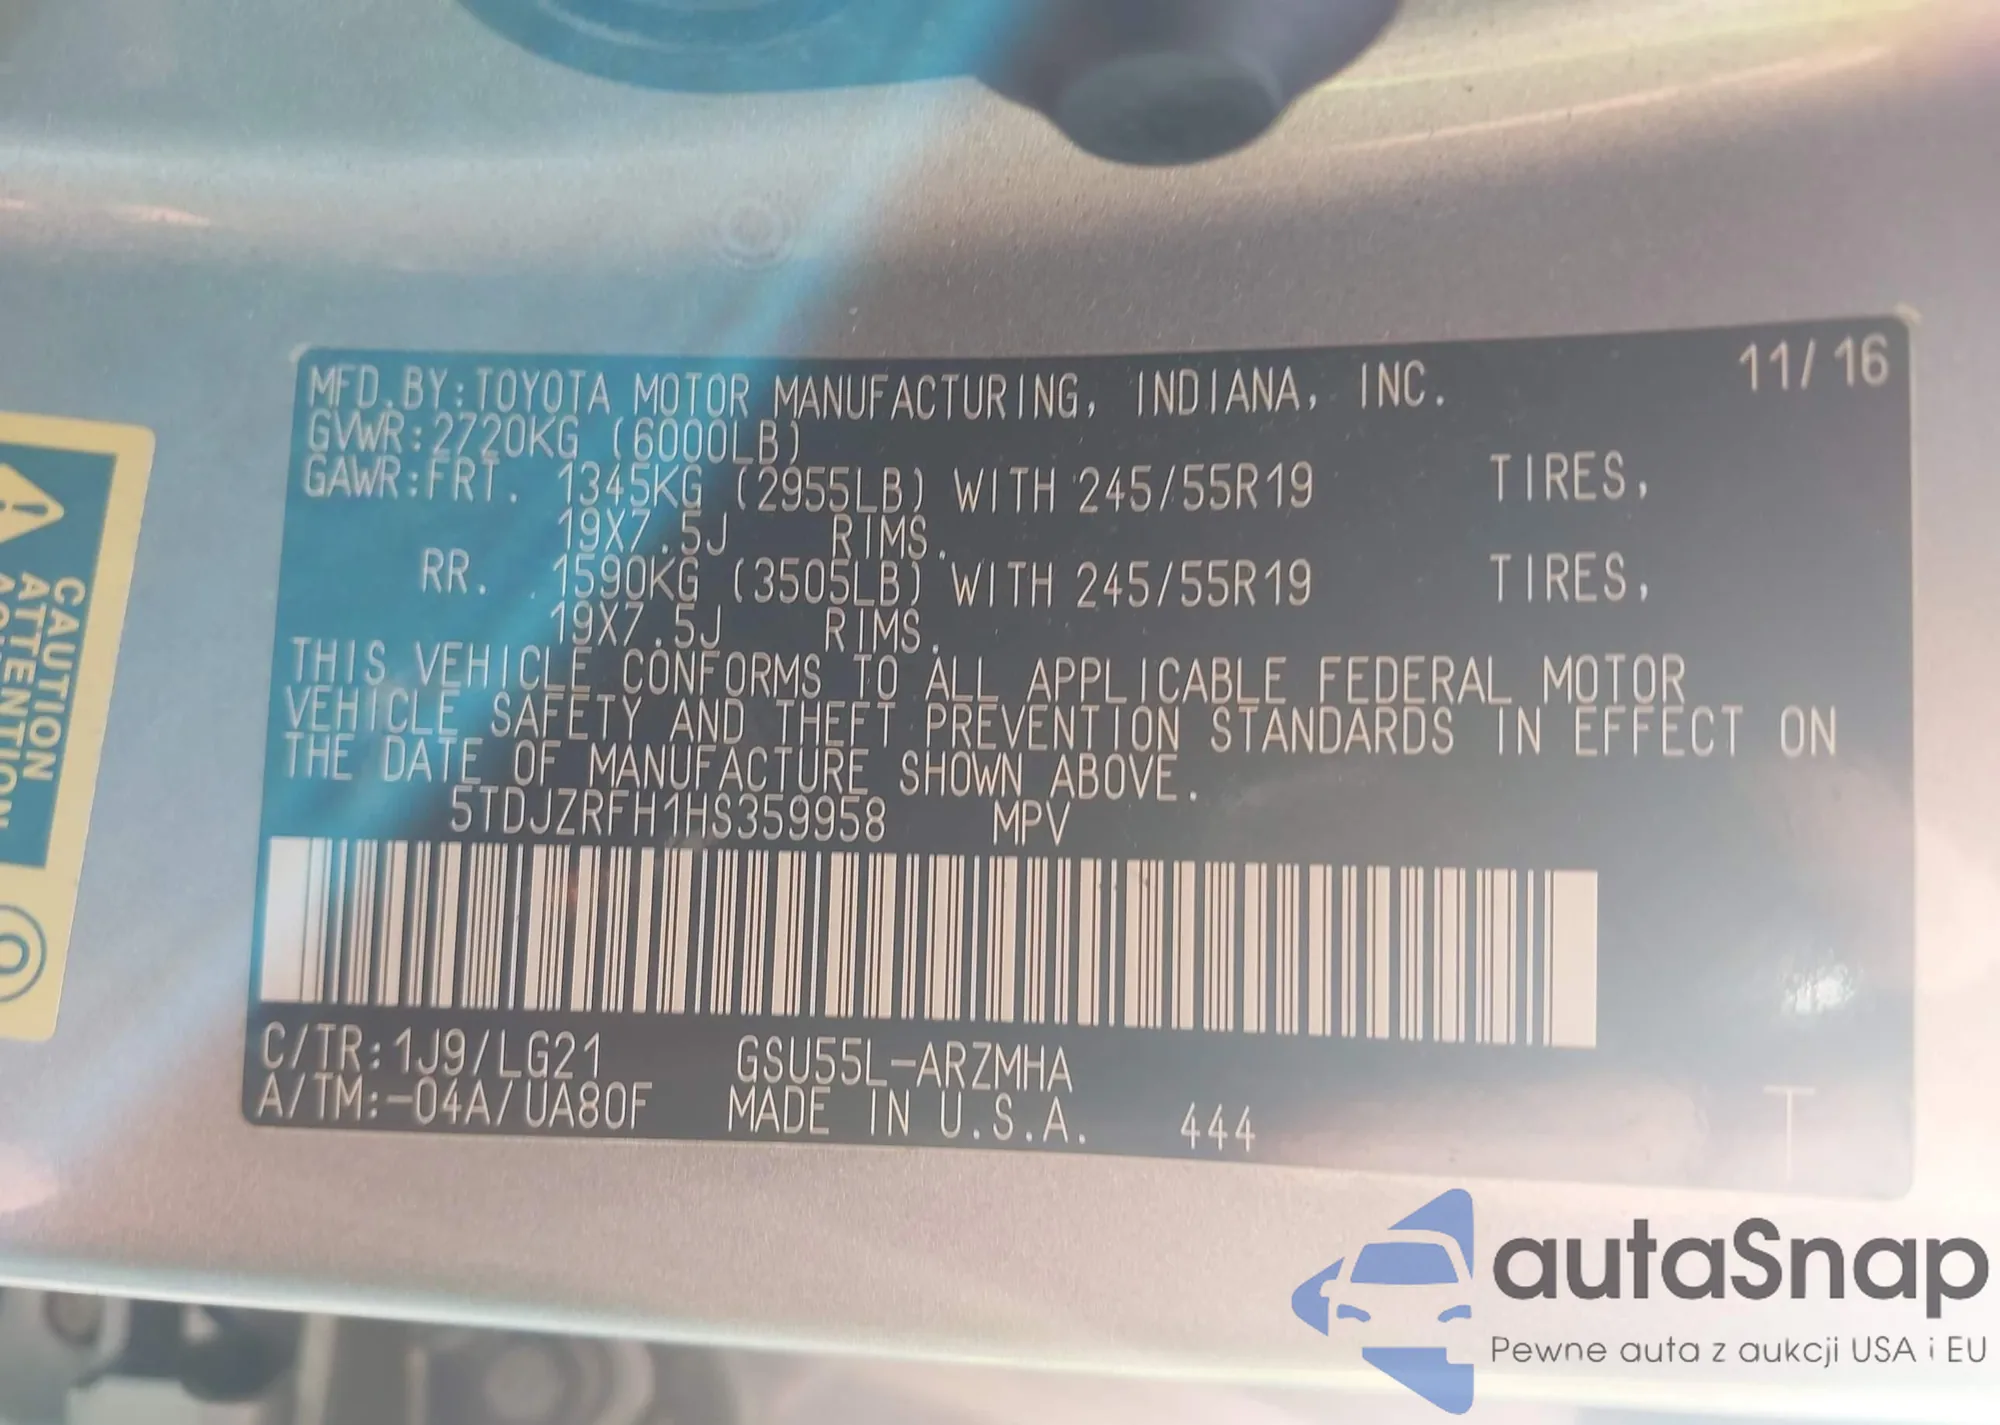 MFD.BY:TOYOTA MOTOR MANUFACTURING, INDIANA, INC. 11/16
GVWR:2720KG (6000LB)
GAWR:FRT. 1345KG (2955LB) WITH 245/55R19 TIRES,
19X7.5J RIMS.
RR. 1590KG (3505LB) WITH 245/55R19 TIRES,
19X7.5J RIMS.
THIS VEHICLE CONFORMS TO ALL APPLICABLE FEDERAL MOTOR
VEHICLE SAFETY AND THEFT PREVENTION STANDARDS IN EFFECT ON
THE DATE OF MANUFACTURE SHOWN ABOVE.
5TDJZRFH1HS359958 MPV
C/TR:1J9/LG21 GSU55L-ARZMHA
A/TM:-04A/UA80F MADE IN U.S.A. 444
T
CAUTION
ATTENTION
autaSnap
Pewne auta z aukcji USA i EU